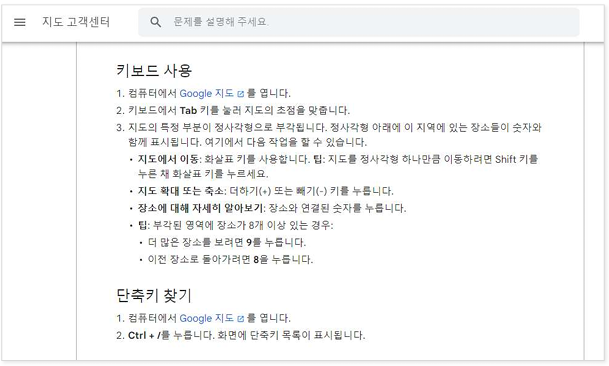 지도 고객센터
문제를 설명해 주세요.
키보드 사용
1. 컴퓨터에서 Google 지도 를 엽니다.
2. 키보드에서 Tab 키를 눌러 지도의 초점을 맞춥니다.
3. 지도의 특정 부분이 정사각형으로 부각됩니다. 정사각형 아래에 이 지역에 있는 장소들이 숫자와
함께 표시됩니다. 여기에서 다음 작업을 할 수 있습니다.
• 지도에서 이동: 화살표 키를 사용합니다. 팁: 지도를 정사각형 하나만큼 이동하려면 Shift 키를
누른 채 화살표 키를 누르세요.
• 지도 확대 또는 축소: 더하기(+) 또는 빼기(-) 키를 누릅니다.
• 장소에 대해 자세히 알아보기: 장소와 연결된 숫자를 누릅니다.
• 팁: 부각된 영역에 장소가 8개 이상 있는 경우:
• 더 많은 장소를 보려면 9를 누릅니다.
• 이전 장소로 돌아가려면 8을 누릅니다.
단축키 찾기
1. 컴퓨터에서 Google 지도 를 엽니다.
2. Ctrl + /를 누릅니다. 화면에 단축키 목록이 표시됩니다.